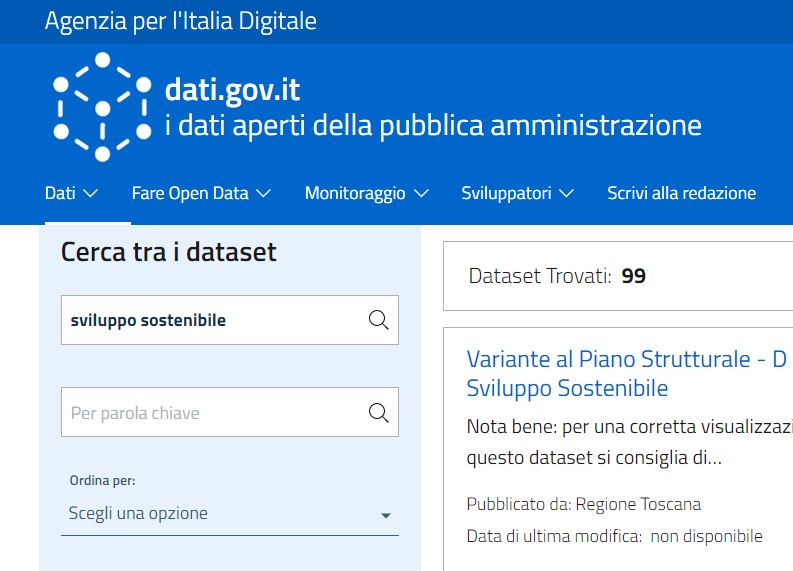 Agenzia per l'Italia Digitale
dati.gov.it
i dati aperti della pubblica amministrazione
Dati Fare Open Data Monitoraggio Sviluppatori Scrivi alla redazione
Cerca tra i dataset
sviluppo sostenibile
Per parola chiave
Ordina per:
Scegli una opzione
Dataset Trovati: 99
Variante al Piano Strutturale - D
Sviluppo Sostenibile
Nota bene: per una corretta visualizzazi
questo dataset si consiglia di...
Pubblicato da: Regione Toscana
Data di ultima modifica: non disponibile